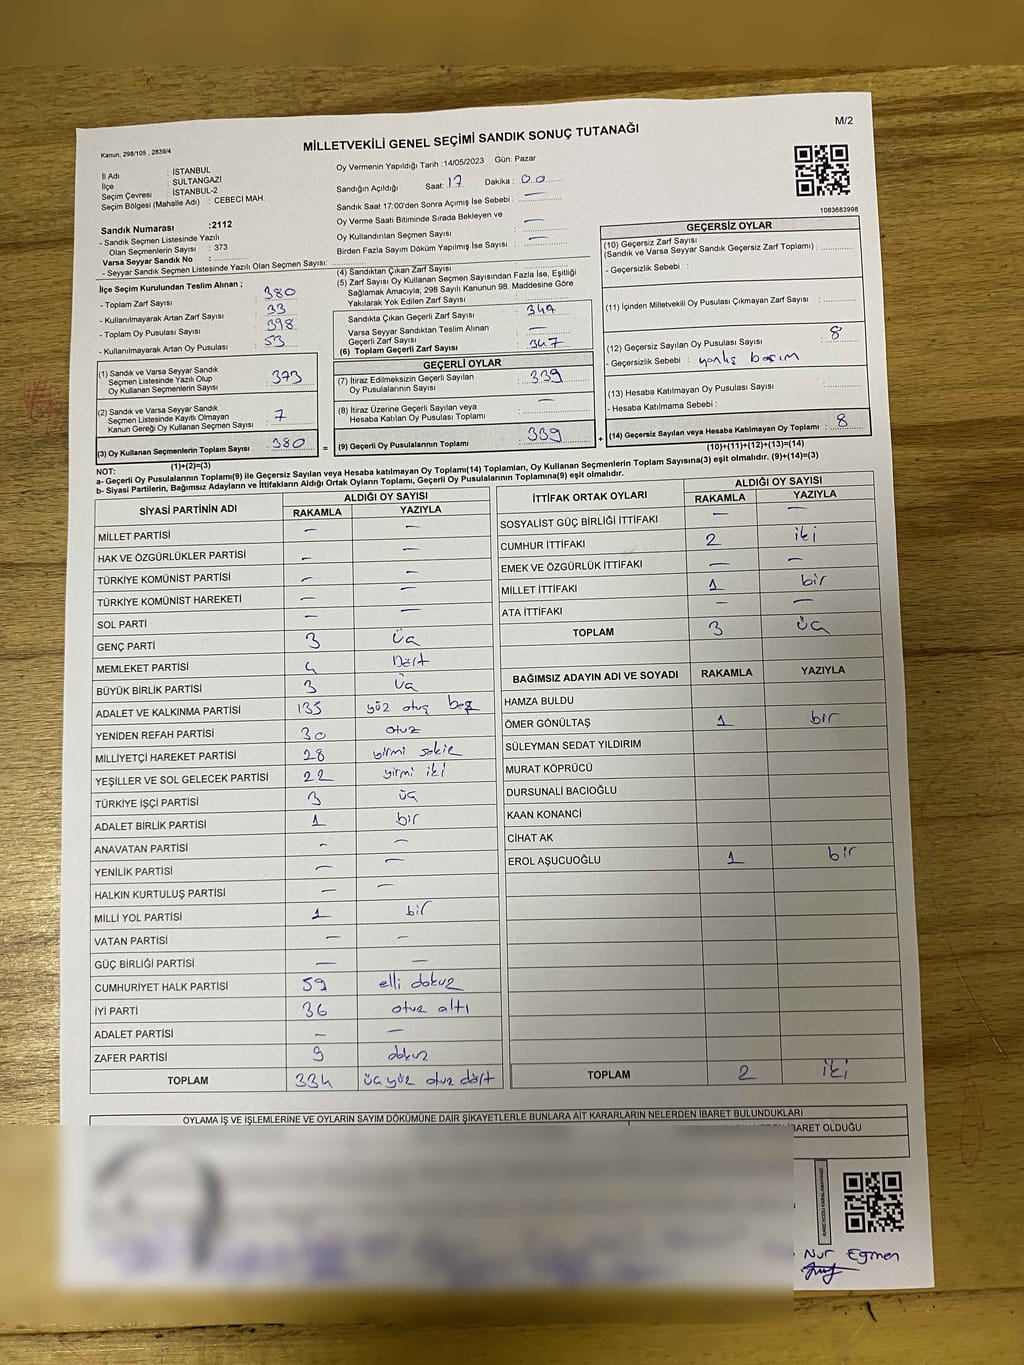 Kanun; 298/105 , 2839/4
MİLLETVEKİLİ GENEL SEÇİMİ SANDIK SONUÇ TUTANAĞI
M/2
İl Adı : İSTANBUL
İlçe : SULTANGAZİ
Seçim Çevresi : İSTANBUL-2
Seçim Bölgesi (Mahalle Adı) : CEBECİ MAH.
Oy Vermenin Yapıldığı Tarih :14/05/2023 Gün: Pazar
Sandığın Açıldığı Saat: 17 Dakika : 00
Sandık Saat 17:00'den Sonra Açımış İse Sebebi : —
Oy Verme Saati Bitiminde Sırada Bekleyen ve
Oy Kullandırılan Seçmen Sayısı : —
Birden Fazla Sayım Döküm Yapılmış İse Sayısı : —
1083683998
Sandık Numarası :2112
- Sandık Seçmen Listesinde Yazılı
Olan Seçmenlerin Sayısı : 373
Varsa Seyyar Sandık No :
- Seyyar Sandık Seçmen Listesinde Yazılı Olan Seçmen Sayısı:
İlçe Seçim Kurulundan Teslim Alınan ;
- Toplam Zarf Sayısı : 380
- Kullanılmayarak Artan Zarf Sayısı : 33
- Toplam Oy Pusulası Sayısı : 398
- Kullanılmayarak Artan Oy Pusulası : 53
(1) Sandık ve Varsa Seyyar Sandık
Seçmen Listesinde Yazılı Olup
Oy Kullanan Seçmenlerin Sayısı : 373
(2) Sandık ve Varsa Seyyar Sandık
Seçmen Listesinde Kayıtlı Olmayan
Kanun Gereği Oy Kullanan Seçmen Sayısı : 7
(3) Oy Kullanan Seçmenlerin Toplam Sayısı : 380
(1)+(2)=(3)
(4) Sandıktan Çıkan Zarf Sayısı :
(5) Zarf Sayısı Oy Kullanan Seçmen Sayısından Fazla İse, Eşitliği
Sağlamak Amacıyla; 298 Sayılı Kanunun 98. Maddesine Göre
Yakılarak Yok Edilen Zarf Sayısı :
Sandıkta Çıkan Geçerli Zarf Sayısı : 347
Varsa Seyyar Sandıktan Teslim Alınan
Geçerli Zarf Sayısı : —
(6) Toplam Geçerli Zarf Sayısı : 347
GEÇERLİ OYLAR
(7) İtiraz Edilmeksizin Geçerli Sayılan
Oy Pusulasının Sayısı : 339
(8) İtiraz Üzerine Geçerli Sayılan veya
Hesaba Katılan Oy Pusulası Toplamı : —
= (9) Geçerli Oy Pusulalarının Toplamı : 339 +
GEÇERSİZ OYLAR
(10) Geçersiz Zarf Sayısı
(Sandık ve Varsa Seyyar Sandık Geçersiz Zarf Toplamı) :
- Geçersizlik Sebebi :
(11) İçinden Milletvekili Oy Pusulası Çıkmayan Zarf Sayısı :
(12) Geçersiz Sayılan Oy Pusulası Sayısı : 8
- Geçersizlik Sebebi : yanlış basım
(13) Hesaba Katılmayan Oy Pusulası Sayısı :
- Hesaba Katılmama Sebebi :
(14) Geçersiz Sayılan veya Hesaba Katılmayan Oy Toplamı : 8
(10)+(11)+(12)+(13)=(14)
NOT:
a- Geçerli Oy Pusulalarının Toplamı(9) ile Geçersiz Sayılan veya Hesaba katılmayan Oy Toplamı(14) Toplamları, Oy Kullanan Seçmenlerin Toplam Sayısına(3) eşit olmalıdır. (9)+(14)=(3)
b- Siyasi Partilerin, Bağımsız Adayların ve İttifakların Aldığı Ortak Oyların Toplamı, Geçerli Oy Pusulalarının Toplamına(9) eşit olmalıdır.
SİYASİ PARTİNİN ADI ALDIĞI OY SAYISI
RAKAMLA YAZIYLA
MİLLET PARTİSİ — —
HAK VE ÖZGÜRLÜKLER PARTİSİ — —
TÜRKİYE KOMÜNİST PARTİSİ — —
TÜRKİYE KOMÜNİST HAREKETİ — —
SOL PARTİ — —
GENÇ PARTİ 3 üç
MEMLEKET PARTİSİ 4 Dört
BÜYÜK BİRLİK PARTİSİ 3 üç
ADALET VE KALKINMA PARTİSİ 135 yüz otuz beş
YENİDEN REFAH PARTİSİ 30 otuz
MİLLİYETÇİ HAREKET PARTİSİ 28 yirmi sekiz
YEŞİLLER VE SOL GELECEK PARTİSİ 22 yirmi iki
TÜRKİYE İŞÇİ PARTİSİ 3 üç
ADALET BİRLİK PARTİSİ 1 bir
ANAVATAN PARTİSİ - —
YENİLİK PARTİSİ — —
HALKIN KURTULUŞ PARTİSİ — —
MİLLİ YOL PARTİSİ 1 bir
VATAN PARTİSİ — —
GÜÇ BİRLİĞİ PARTİSİ — —
CUMHURİYET HALK PARTİSİ 59 elli dokuz
İYİ PARTİ 36 otuz altı
ADALET PARTİSİ — —
ZAFER PARTİSİ 9 dokuz
TOPLAM 334 üç yüz otuz dört
İTTİFAK ORTAK OYLARI ALDIĞI OY SAYISI
RAKAMLA YAZIYLA
SOSYALİST GÜÇ BİRLİĞİ İTTİFAKI — —
CUMHUR İTTİFAKI 2 iki
EMEK VE ÖZGÜRLÜK İTTİFAKI — —
MİLLET İTTİFAKI 1 bir
ATA İTTİFAKI — —
TOPLAM 3 üç
BAĞIMSIZ ADAYIN ADI VE SOYADI RAKAMLA YAZIYLA
HAMZA BULDU
ÖMER GÖNÜLTAŞ 1 bir
SÜLEYMAN SEDAT YILDIRIM
MURAT KÖPRÜCÜ
DURSUNALİ BACIOĞLU
KAAN KONANCİ
CİHAT AK
EROL AŞUCUOĞLU 1 bir
TOPLAM 2 iki
OYLAMA İŞ VE İŞLEMLERİNE VE OYLARIN SAYIM DÖKÜMÜNE DAİR ŞİKAYETLERLE BUNLARA AİT KARARLARIN NELERDEN İBARET BULUNDUKLARI
İBARET OLDUĞU
Nur Egmen